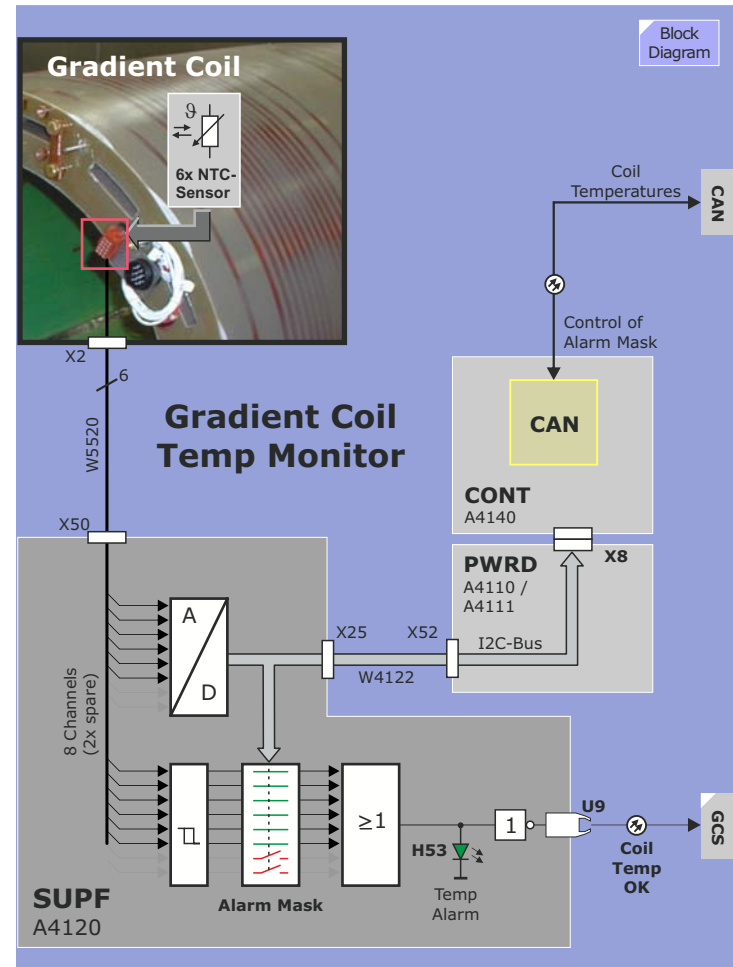 Block
Diagram
Gradient Coil
ϑ
6x NTC-
Sensor
Coil
Temperatures
CAN
Control of
Alarm Mask
X2
6
W5520
Gradient Coil
Temp Monitor
CAN
CONT
A4140
X50
X8
PWRD
A4110 /
A4111
A
D
X25
X52
I2C-Bus
W4122
8 Channels
(2x spare)
≥1
1
U9
GCS
H53
Coil
Temp
OK
Temp
Alarm
Alarm Mask
SUPF
A4120